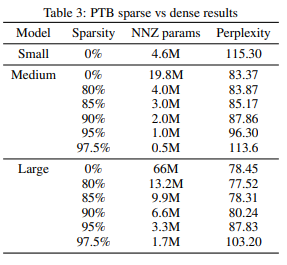 Table 3: PTB sparse vs dense results
Model Sparsity NNZ params Perplexity
Small 0% 4.6M 115.30
Medium 0% 19.8M 83.37
80% 4.0M 83.87
85% 3.0M 85.17
90% 2.0M 87.86
95% 1.0M 96.30
97.5% 0.5M 113.6
Large 0% 66M 78.45
80% 13.2M 77.52
85% 9.9M 78.31
90% 6.6M 80.24
95% 3.3M 87.83
97.5% 1.7M 103.20